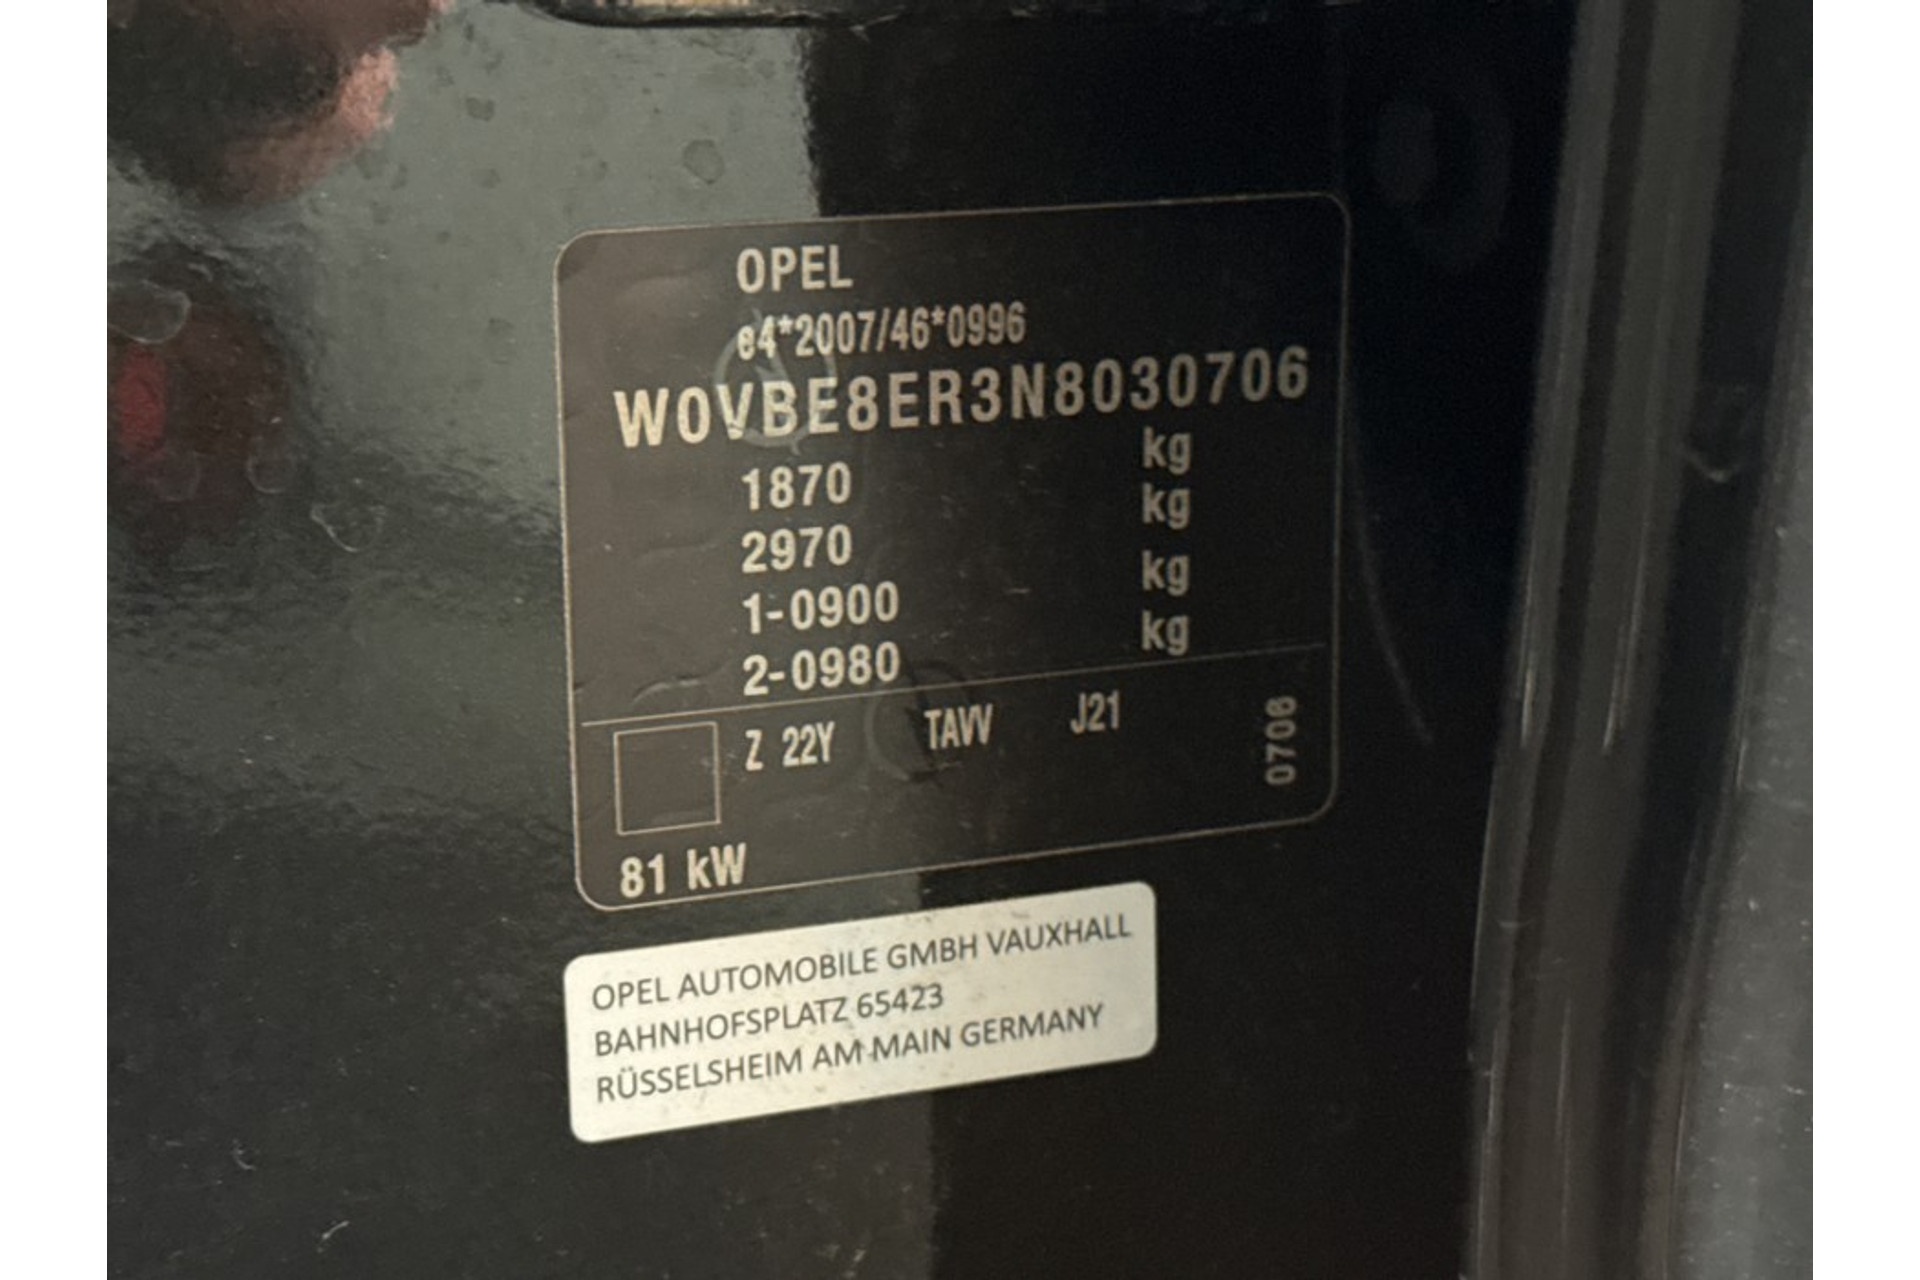 OPEL
e4*2007/46*0996
W0VBE8ER3N8030706
1870 kg
2970 kg
1-0900 kg
2-0980 kg
Z 22Y TAVV J21 0706
81 kW
OPEL AUTOMOBILE GMBH VAUXHALL
BAHNHOFSPLATZ 65423
RÜSSELSHEIM AM MAIN GERMANY